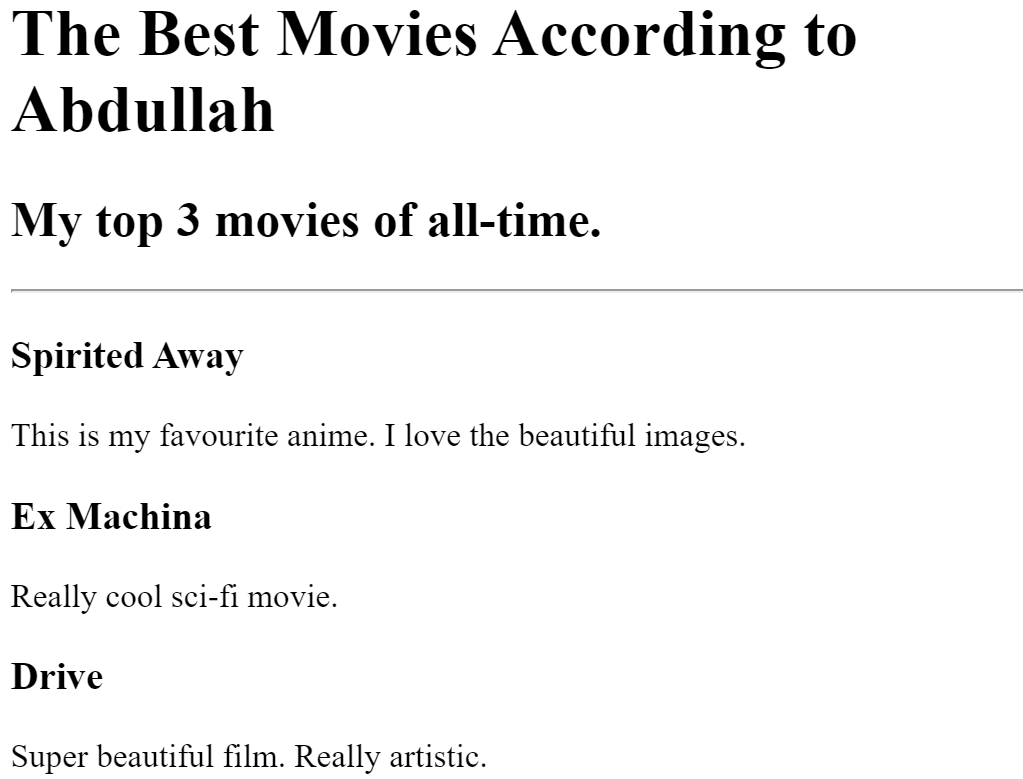 The Best Movies According to
Abdullah
My top 3 movies of all-time.
Spirited Away
This is my favourite anime. I love the beautiful images.
Ex Machina
Really cool sci-fi movie.
Drive
Super beautiful film. Really artistic.